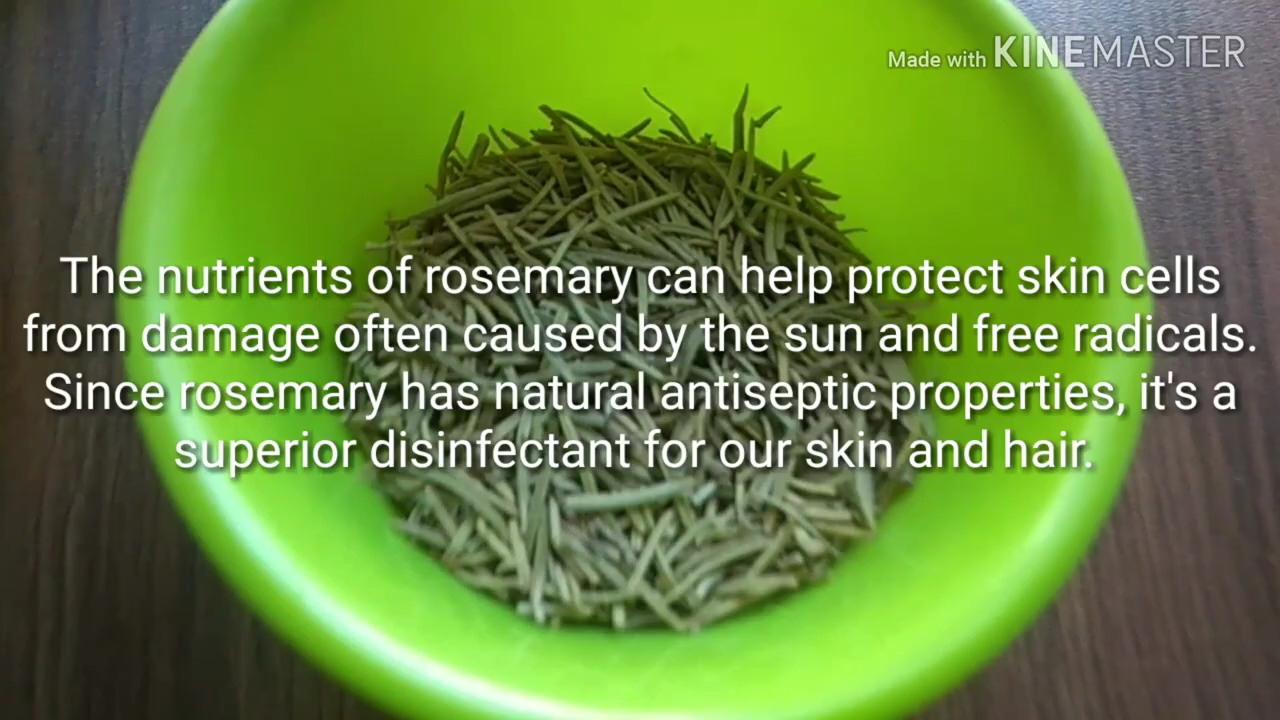 Made with KINEMASTER
The nutrients of rosemary can help protect skin cells
from damage often caused by the sun and free radicals.
Since rosemary has natural antiseptic properties, it's a
superior disinfectant for our skin and hair.